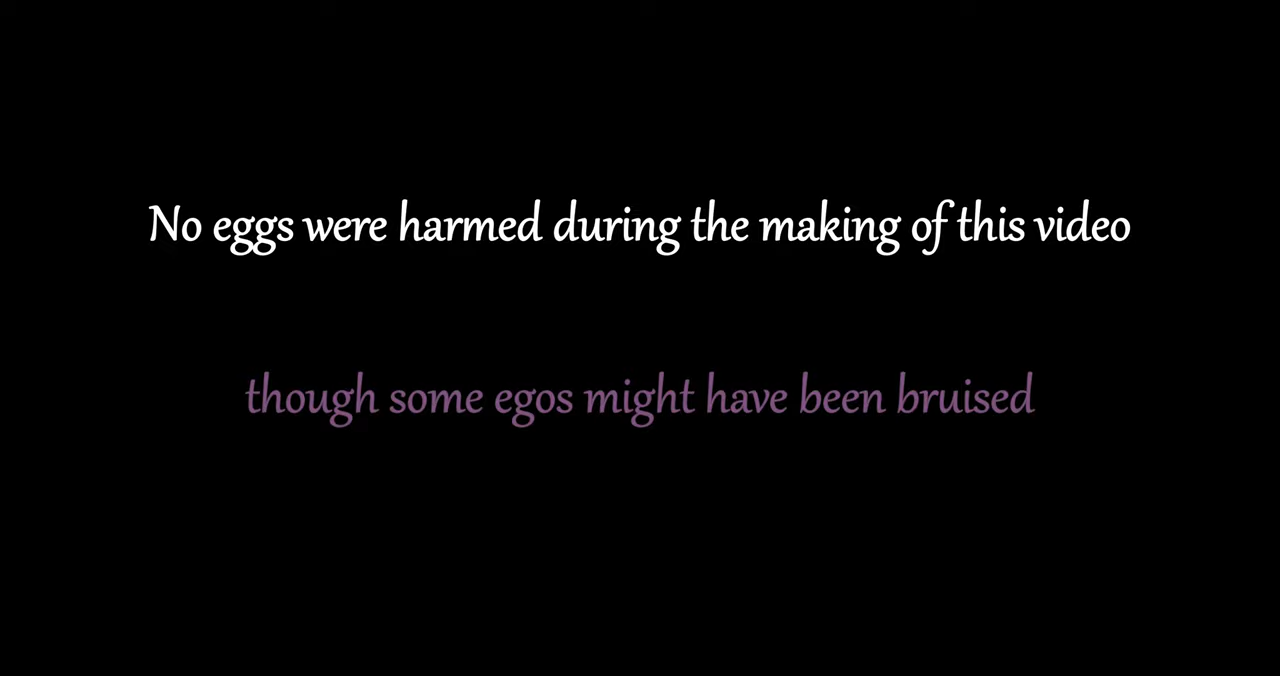 No eggs were harmed during the making of this video
though some egos might have been bruised